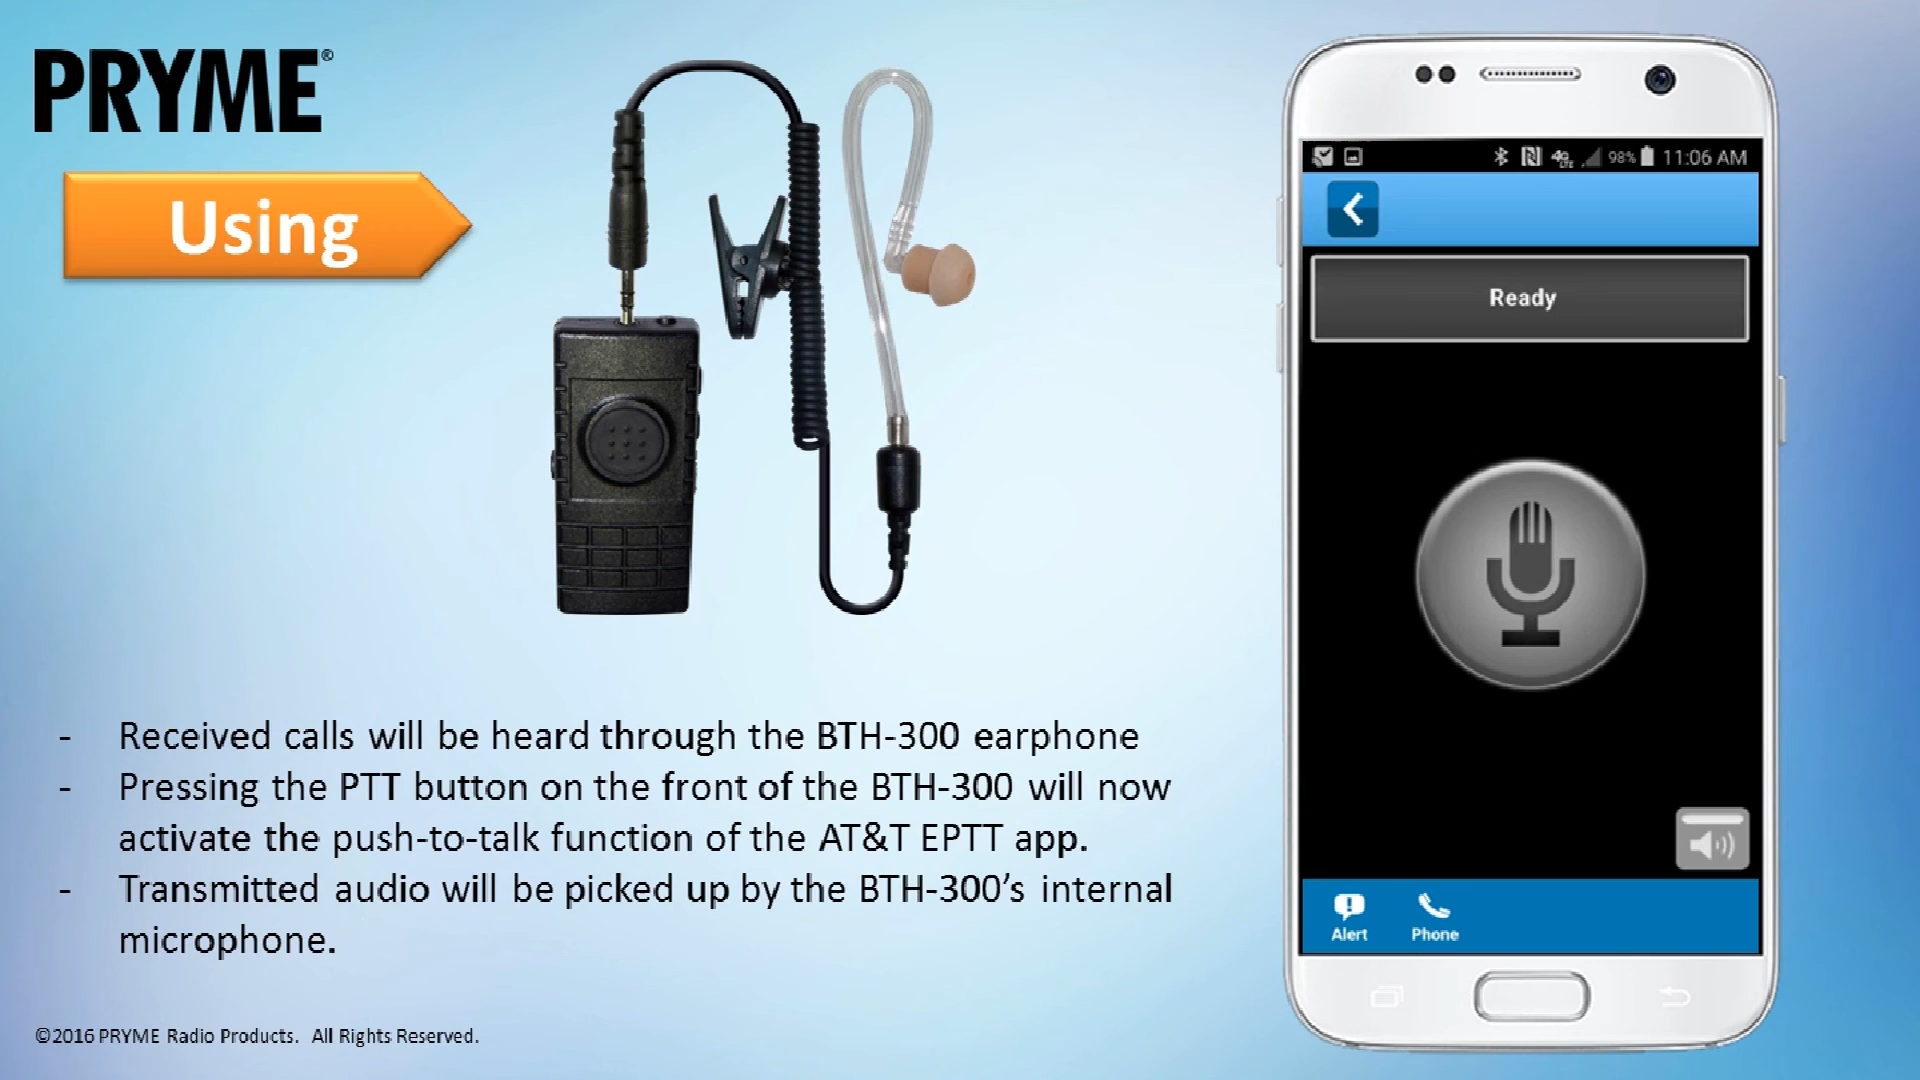 PRYME®
Using
- Received calls will be heard through the BTH-300 earphone
- Pressing the PTT button on the front of the BTH-300 will now
activate the push-to-talk function of the AT&T EPTT app.
- Transmitted audio will be picked up by the BTH-300’s internal
microphone.
©2016 PRYME Radio Products. All Rights Reserved.
4G LTE 98% 11:06 AM
Ready
Alert Phone